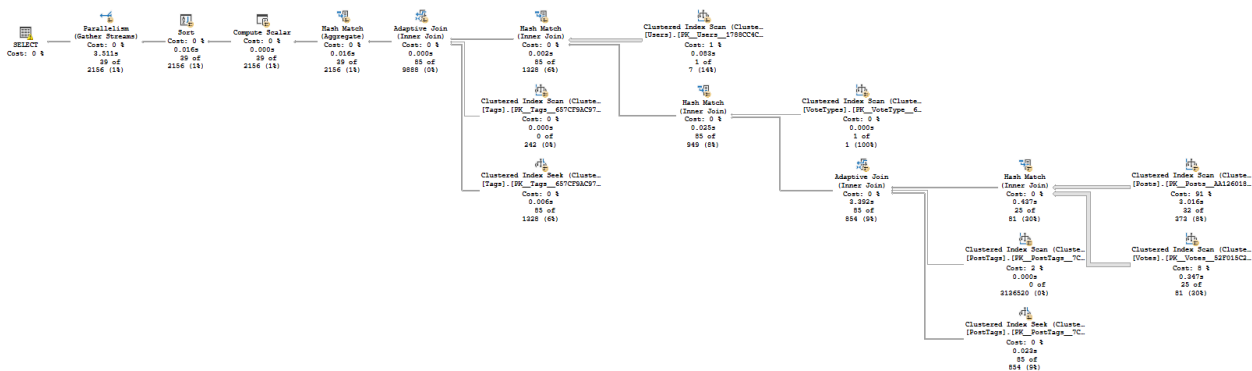 SELECT
Cost: 0 %
Parallelism
(Gather Streams)
Cost: 0 %
3.511s
39 of
2156 (1%)
Sort
Cost: 0 %
0.016s
39 of
2156 (1%)
Compute Scalar
Cost: 0 %
0.000s
39 of
2156 (1%)
Hash Match
(Aggregate)
Cost: 0 %
0.016s
39 of
2156 (1%)
Adaptive Join
(Inner Join)
Cost: 0 %
0.000s
85 of
9888 (0%)
Hash Match
(Inner Join)
Cost: 0 %
0.002s
85 of
1328 (6%)
Clustered Index Scan (Cluste…
[Users].[PK__Users__1788CC4C…
Cost: 1 %
0.083s
1 of
7 (14%)
Clustered Index Scan (Cluste…
[Tags].[PK__Tags__657CF9AC97…
Cost: 0 %
0.000s
0 of
242 (0%)
Hash Match
(Inner Join)
Cost: 0 %
0.025s
85 of
949 (8%)
Clustered Index Scan (Cluste…
[VoteTypes].[PK__VoteType__6…
Cost: 0 %
0.000s
1 of
1 (100%)
Clustered Index Seek (Cluste…
[Tags].[PK__Tags__657CF9AC97…
Cost: 0 %
0.006s
85 of
1328 (6%)
Adaptive Join
(Inner Join)
Cost: 0 %
3.392s
85 of
854 (9%)
Hash Match
(Inner Join)
Cost: 0 %
0.437s
25 of
81 (30%)
Clustered Index Scan (Cluste…
[Posts].[PK__Posts__AA126018…
Cost: 91 %
3.016s
32 of
373 (8%)
Clustered Index Scan (Cluste…
[PostTags].[PK__PostTags__7C…
Cost: 2 %
0.000s
0 of
3136520 (0%)
Clustered Index Scan (Cluste…
[Votes].[PK__Votes__52F015C2…
Cost: 8 %
0.347s
25 of
81 (30%)
Clustered Index Seek (Cluste…
[PostTags].[PK__PostTags__7C…
Cost: 0 %
0.023s
85 of
854 (9%)